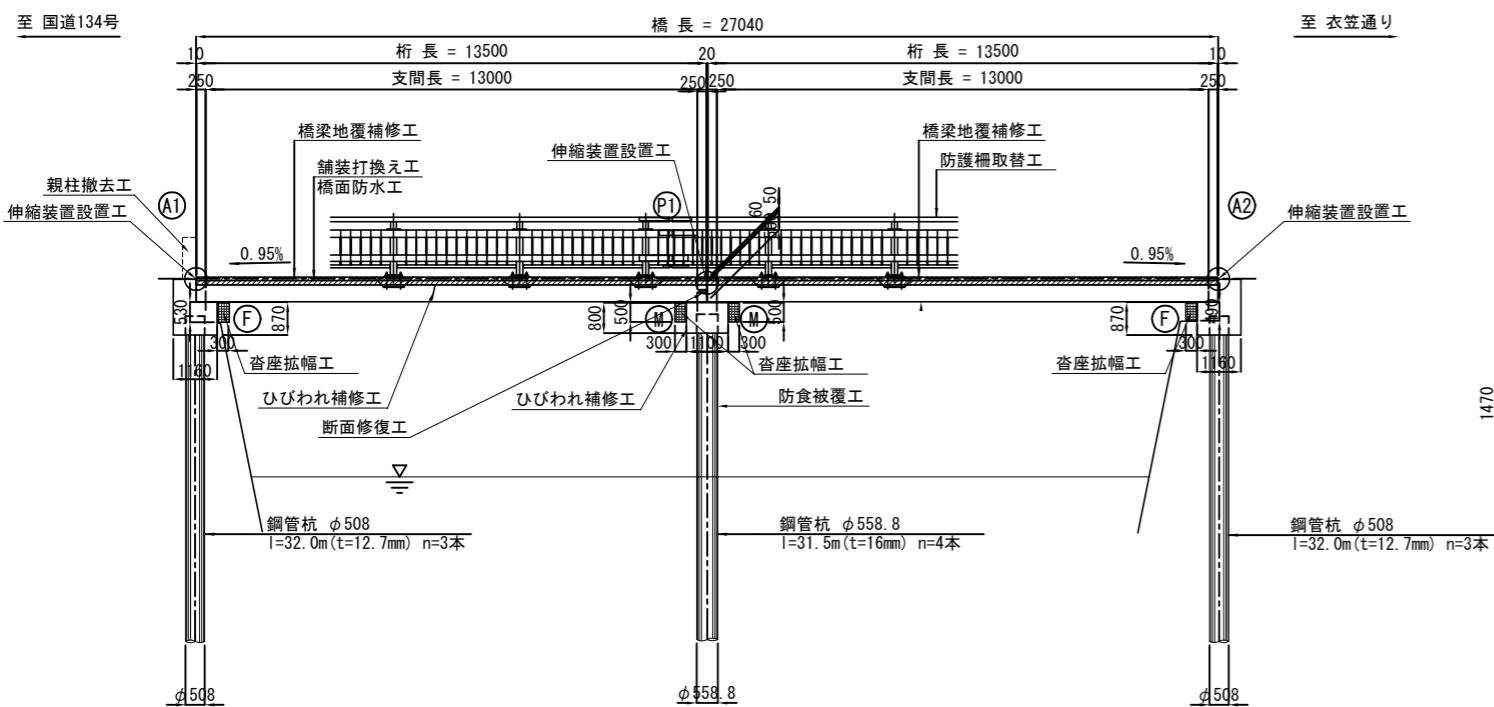 至 国道134号
橋 長 = 27040
至 衣笠通り
10
桁 長 = 13500
20
桁 長 = 13500
10
250
支間長 = 13000
250
250
支間長 = 13000
250
橋梁地覆補修工
伸縮装置設置工
橋梁地覆補修工
舗装打換え工
橋面防水工
防護柵取替工
親柱撤去工
A1
P1
A2
伸縮装置設置工
伸縮装置設置工
60
50
0.95%
0.95%
530
870
F
800
500
M
M
500
870
F
300
1160
300
1100
300
300
1160
沓座拡幅工
沓座拡幅工
沓座拡幅工
ひびわれ補修工
ひびわれ補修工
防食被覆工
断面修復工
1470
鋼管杭 φ508
l=32.0m(t=12.7mm) n=3本
鋼管杭 φ558.8
l=31.5m(t=16mm) n=4本
鋼管杭 φ508
l=32.0m(t=12.7mm) n=3本
φ508
φ558.8
φ508